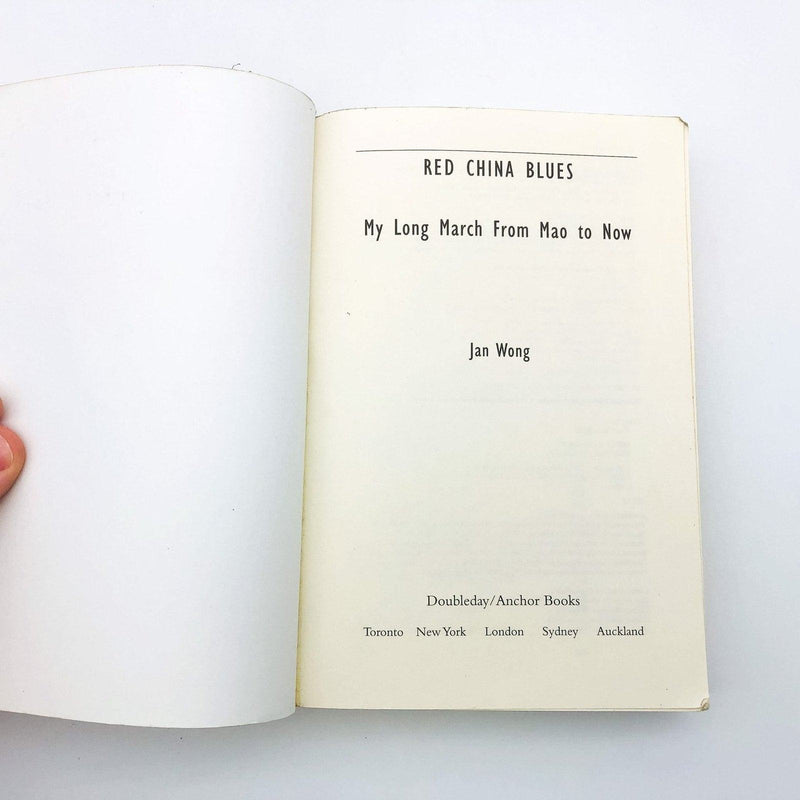 RED CHINA BLUES
My Long March From Mao to Now
Jan Wong
Doubleday/Anchor Books
Toronto New York London Sydney Auckland